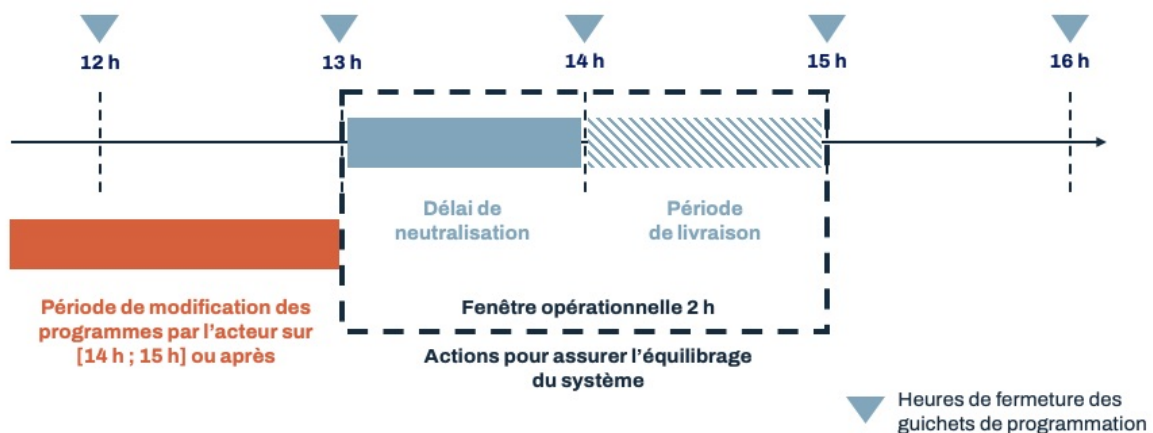 12 h
13 h
14 h
15 h
16 h
Délai de
neutralisation
Période
de livraison
Période de modification des
programmes par l'acteur sur
[14 h ; 15 h] ou après
Fenêtre opérationnelle 2 h
Actions pour assurer l'équilibrage
du système
Heures de fermeture des
guichets de programmation